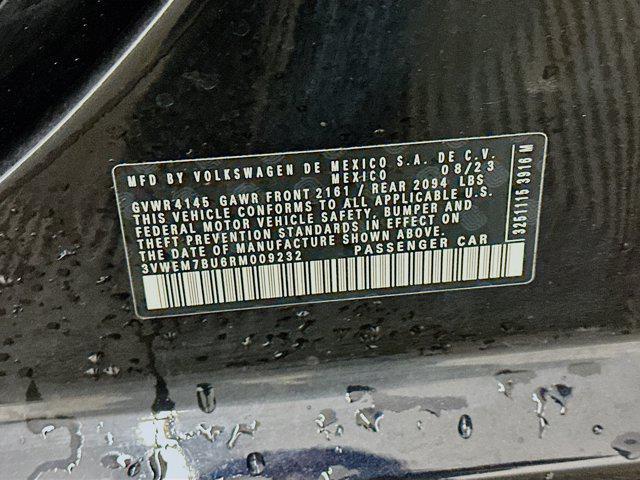 MFD BY VOLKSWAGEN DE MEXICO S.A. DE C.V.
MEXICO 08/23
GVWR4145 GAWR FRONT 2161 / REAR 2094 LBS
THIS VEHICLE CONFORMS TO ALL APPLICABLE U.S.
FEDERAL MOTOR VEHICLE SAFETY, BUMPER AND
THEFT PREVENTION STANDARDS IN EFFECT ON
THE DATE OF MANUFACTURE SHOWN ABOVE.
3VWEM7BU6RM009232 PASSENGER CAR
3251115 3916 M